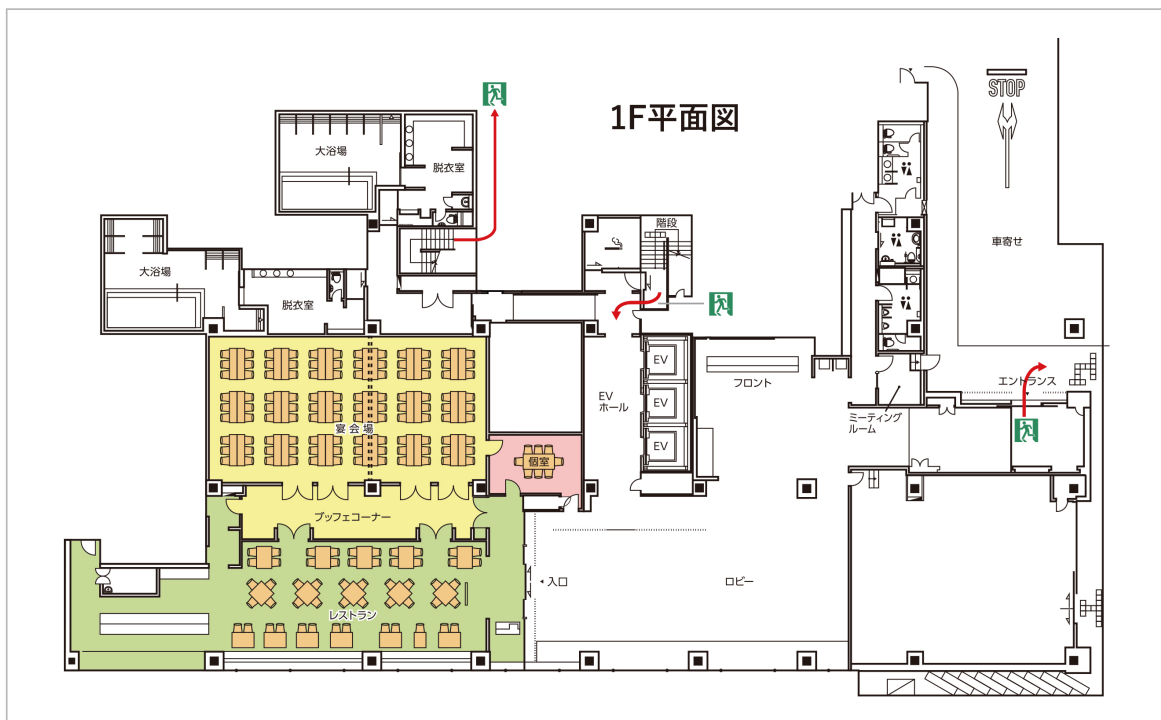 1F平面図
STOP
大浴場
脱衣室
階段
車寄せ
大浴場
脱衣室
EV
フロント
エントランス
EV
ホール
EV
ミーティング
ルーム
宴会場
EV
個室
ブッフェコーナー
入口
ロビー
レストラン